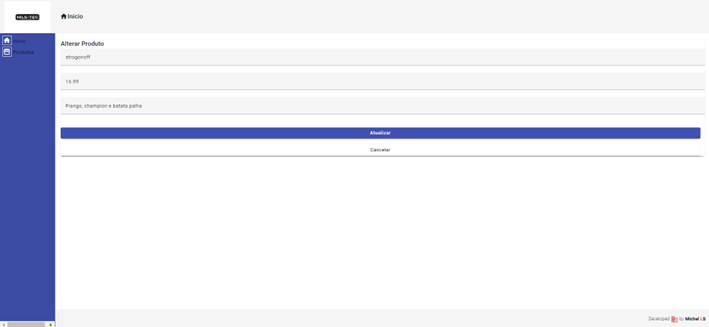 MLS-TEC
Início
Início
Produtos
Alterar Produto
strogonoff
16.99
Frango, champion e batata palha
Atualizar
Cancelar
Developed by Michel LS